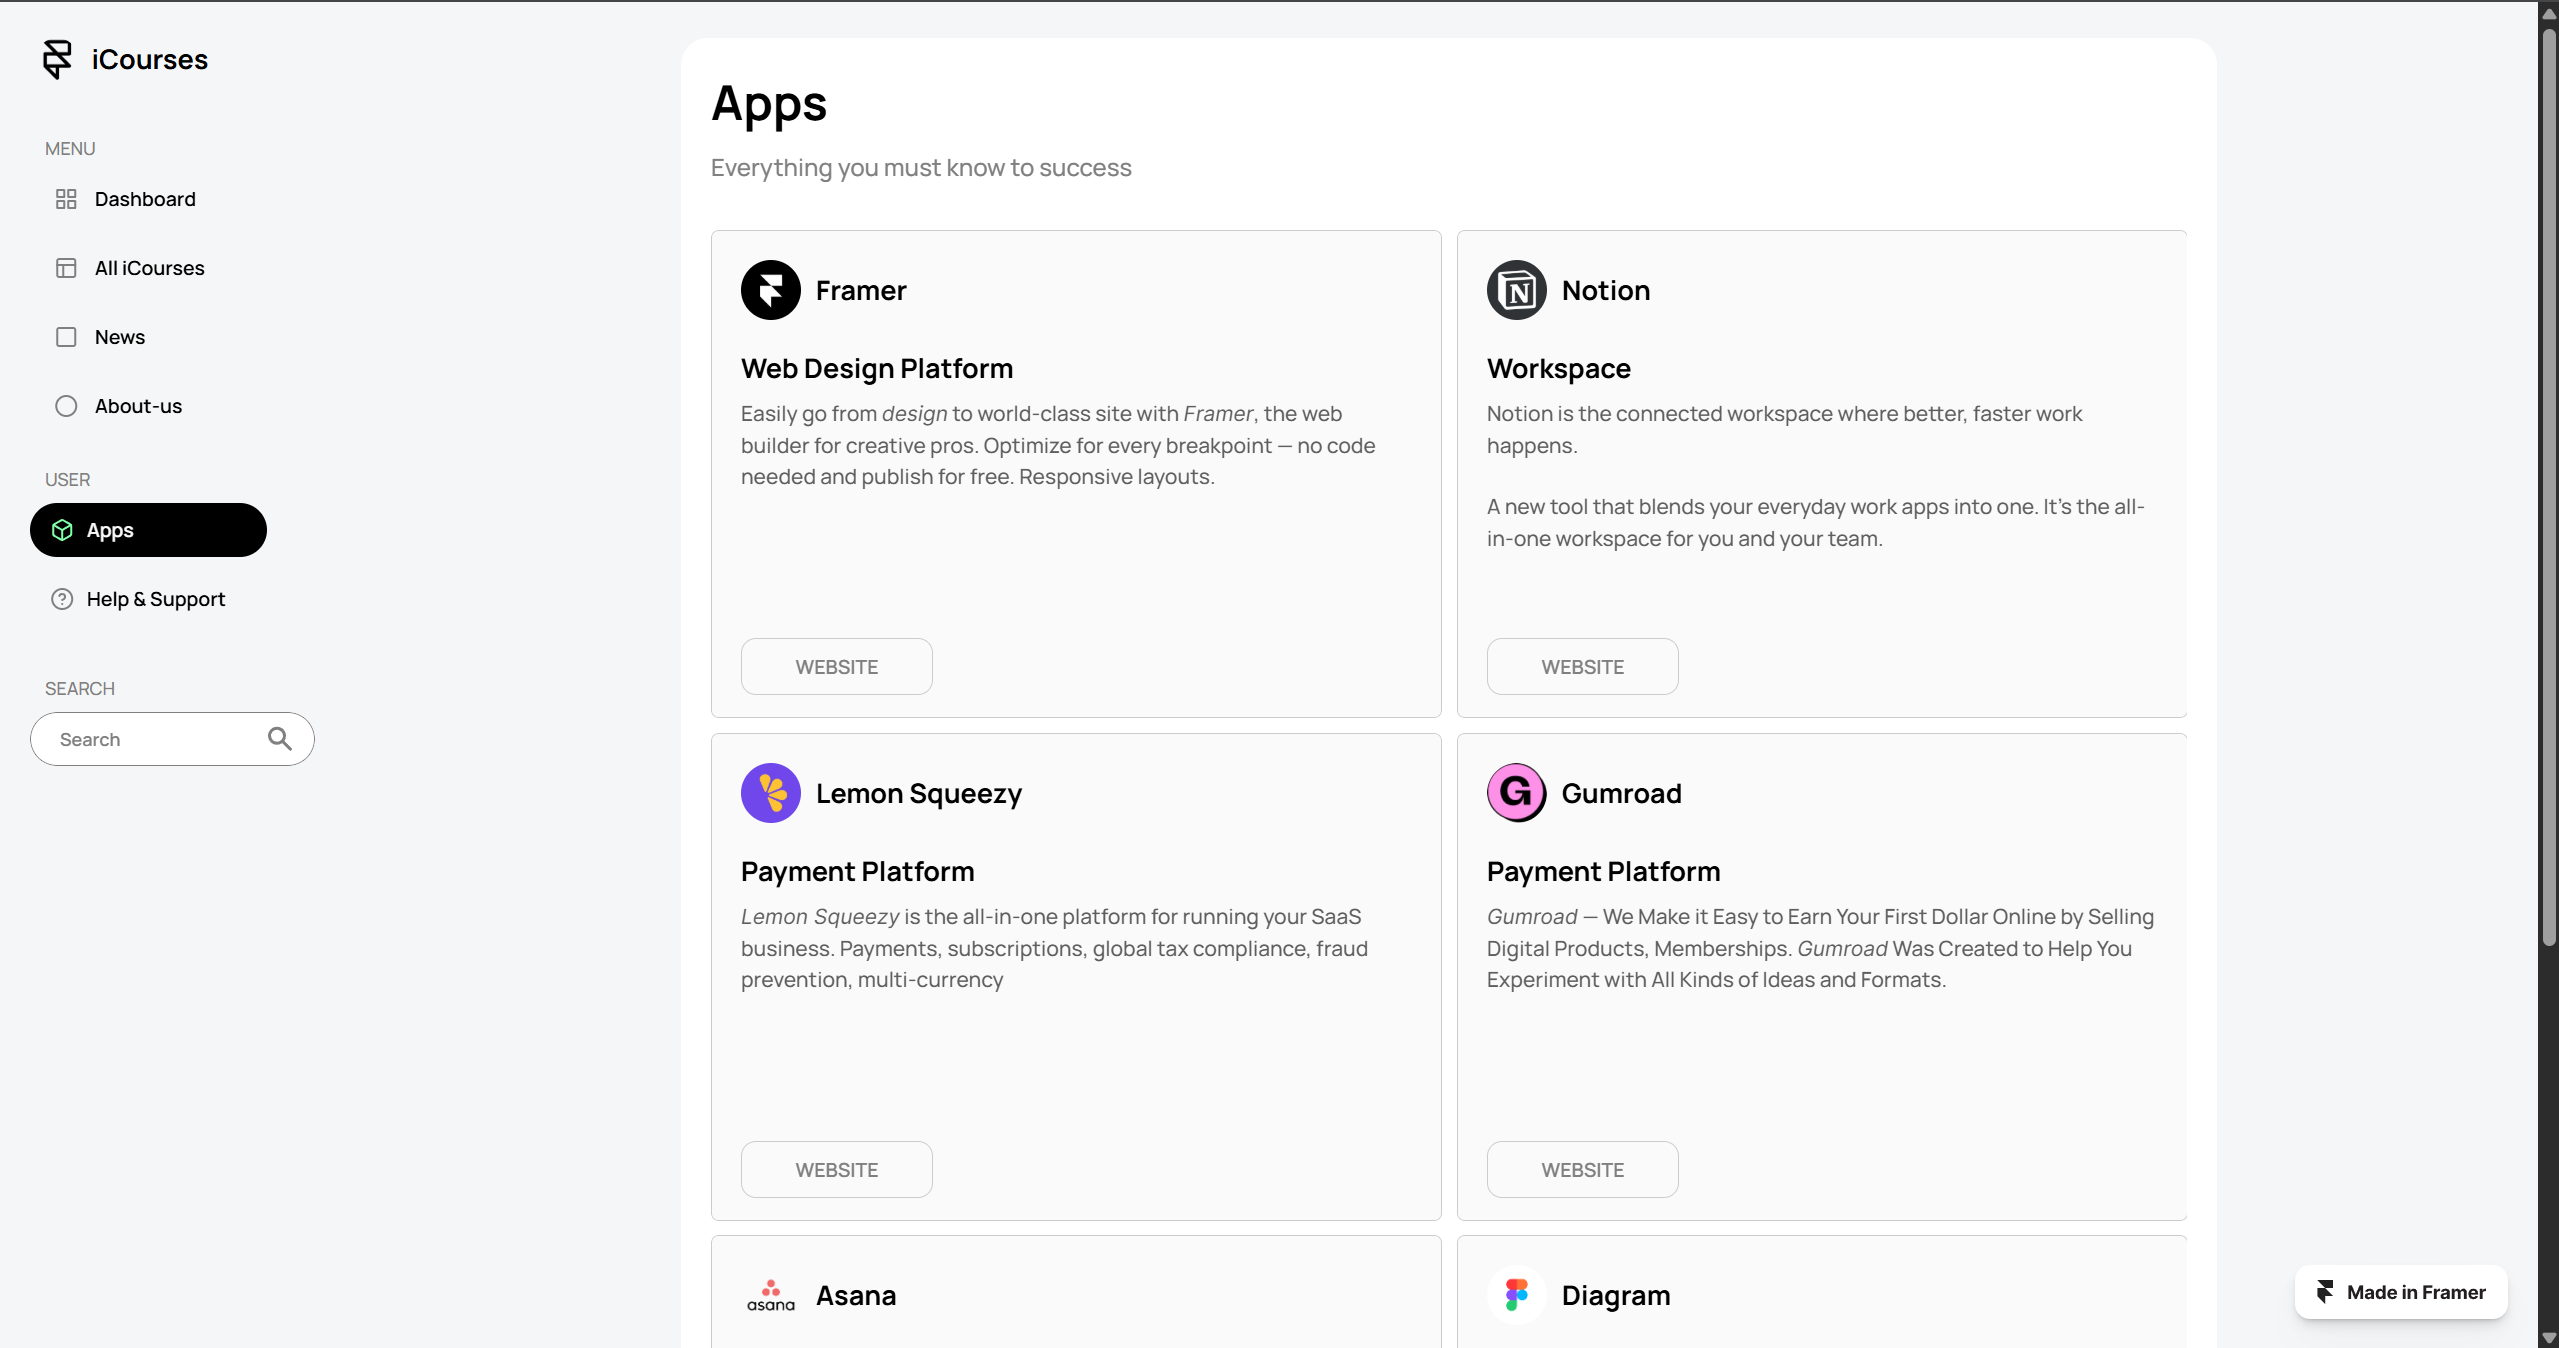 iCourses
MENU
Dashboard
All iCourses
News
About-us
USER
Apps
Help & Support
SEARCH
Search
Apps
Everything you must know to success
Framer
Web Design Platform
Easily go from design to world-class site with Framer, the web
builder for creative pros. Optimize for every breakpoint — no code
needed and publish for free. Responsive layouts.
WEBSITE
N
Notion
Workspace
Notion is the connected workspace where better, faster work
happens.
A new tool that blends your everyday work apps into one. It's the all-
in-one workspace for you and your team.
WEBSITE
Lemon Squeezy
Payment Platform
Lemon Squeezy is the all-in-one platform for running your SaaS
business. Payments, subscriptions, global tax compliance, fraud
prevention, multi-currency
WEBSITE
G
Gumroad
Payment Platform
Gumroad — We Make it Easy to Earn Your First Dollar Online by Selling
Digital Products, Memberships. Gumroad Was Created to Help You
Experiment with All Kinds of Ideas and Formats.
WEBSITE
asana
Asana
Diagram
Made in Framer